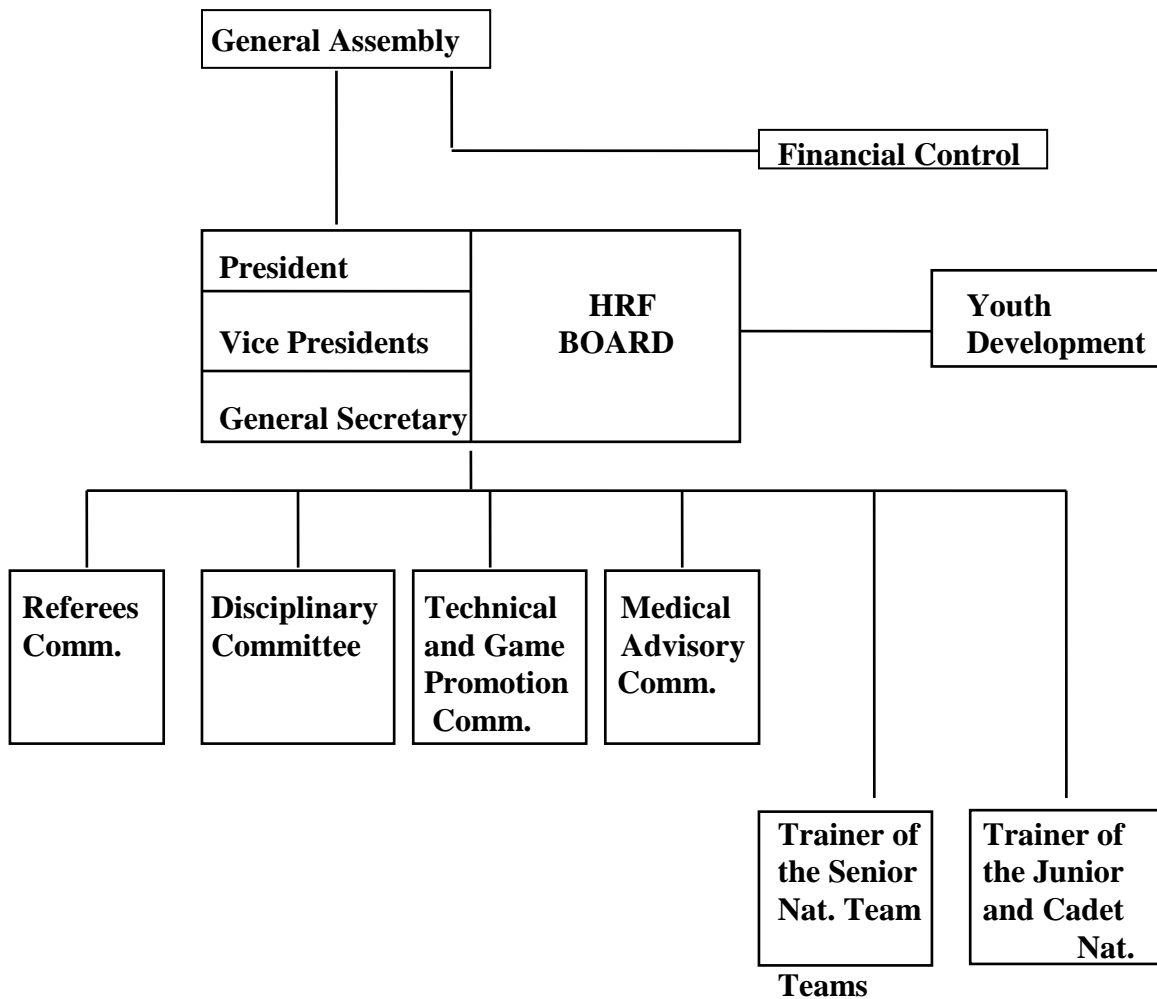 General Assembly
Financial Control
President
Vice Presidents
General Secretary
HRF
BOARD
Youth
Development
Referees
Comm.
Disciplinary
Committee
Technical
and Game
Promotion
Comm.
Medical
Advisory
Comm.
Trainer of
the Senior
Nat. Team
Trainer of
the Junior
and Cadet
Nat.
Teams